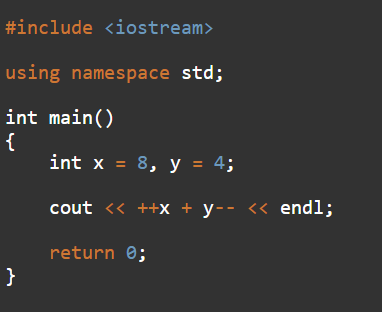 #include <iostream>
using namespace std;
int main()
{
int x = 8, y = 4;
cout << ++x + y-- << endl;
return 0;
}